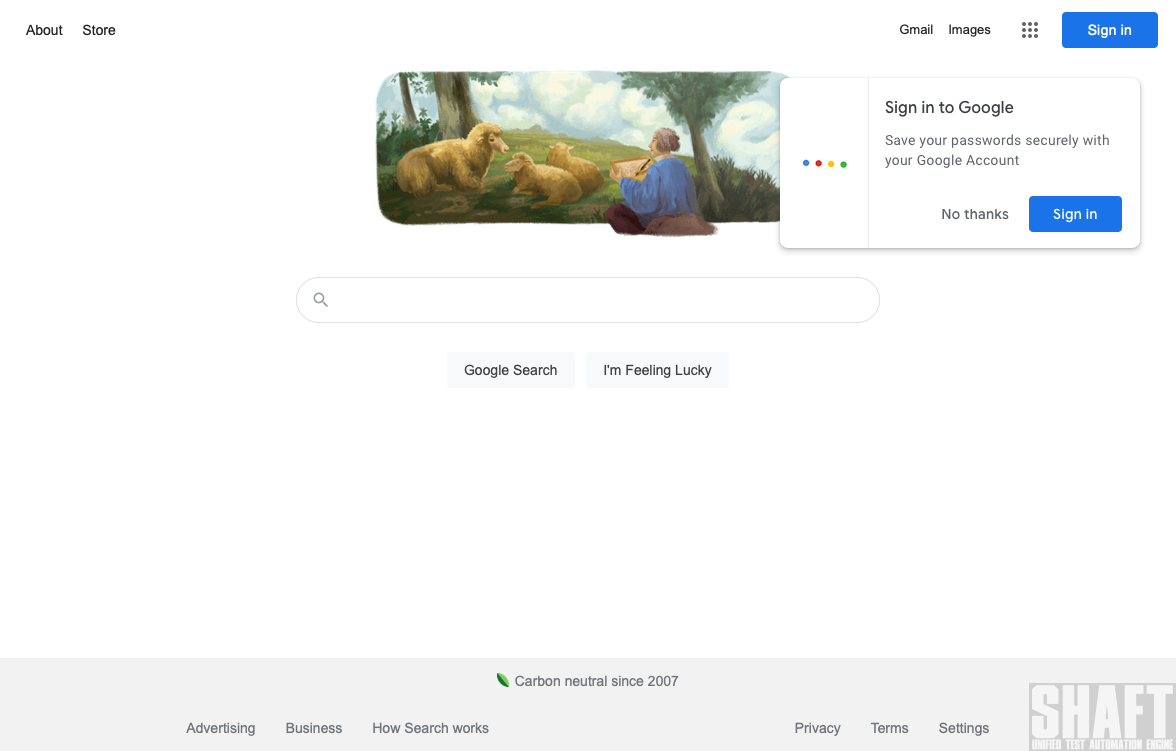 About Store
Gmail Images
Sign in
Sign in to Google
Save your passwords securely with
your Google Account
No thanks
Sign in
Google Search
I'm Feeling Lucky
Carbon neutral since 2007
Advertising Business How Search works
Privacy Terms Settings
SHAFT
UNIFIED TEST AUTOMATION ENGINE